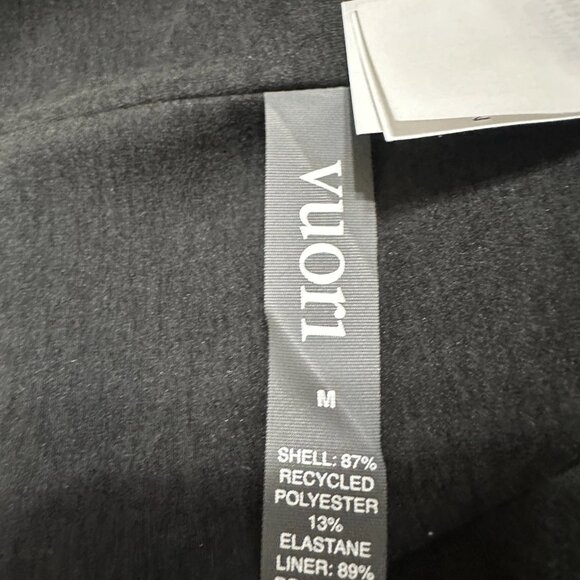 vuori
M
SHELL: 87%
RECYCLED
POLYESTER
13%
ELASTANE
LINER: 89%